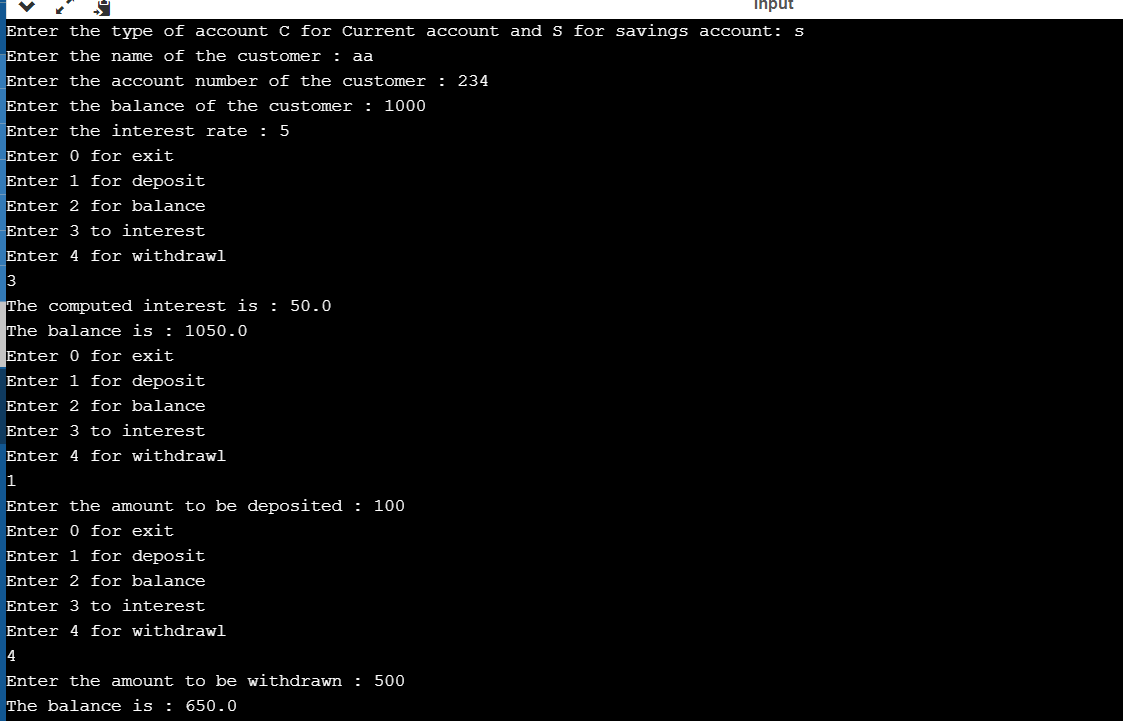 input
Enter the type of account C for Current account and S for savings account: s
Enter the name of the customer : aa
Enter the account number of the customer : 234
Enter the balance of the customer : 1000
Enter the interest rate : 5
Enter 0 for exit
Enter 1 for deposit
Enter 2 for balance
Enter 3 to interest
Enter 4 for withdrawl
3
The computed interest is : 50.0
The balance is : 1050.0
Enter 0 for exit
Enter 1 for deposit
Enter 2 for balance
Enter 3 to interest
Enter 4 for withdrawl
1
Enter the amount to be deposited : 100
Enter 0 for exit
Enter 1 for deposit
Enter 2 for balance
Enter 3 to interest
Enter 4 for withdrawl
4
Enter the amount to be withdrawn : 500
The balance is : 650.0